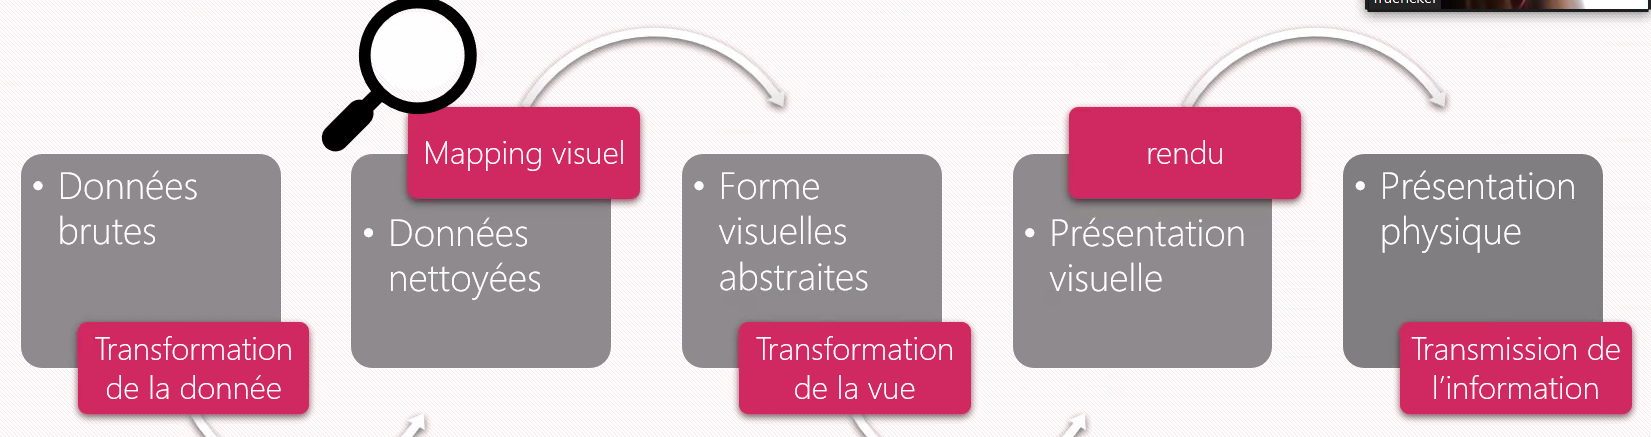 • Données
brutes
Transformation
de la donnée
Mapping visuel
• Données
nettoyées
• Forme
visuelles
abstraites
Transformation
de la vue
rendu
• Présentation
visuelle
• Présentation
physique
Transmission de
l'information